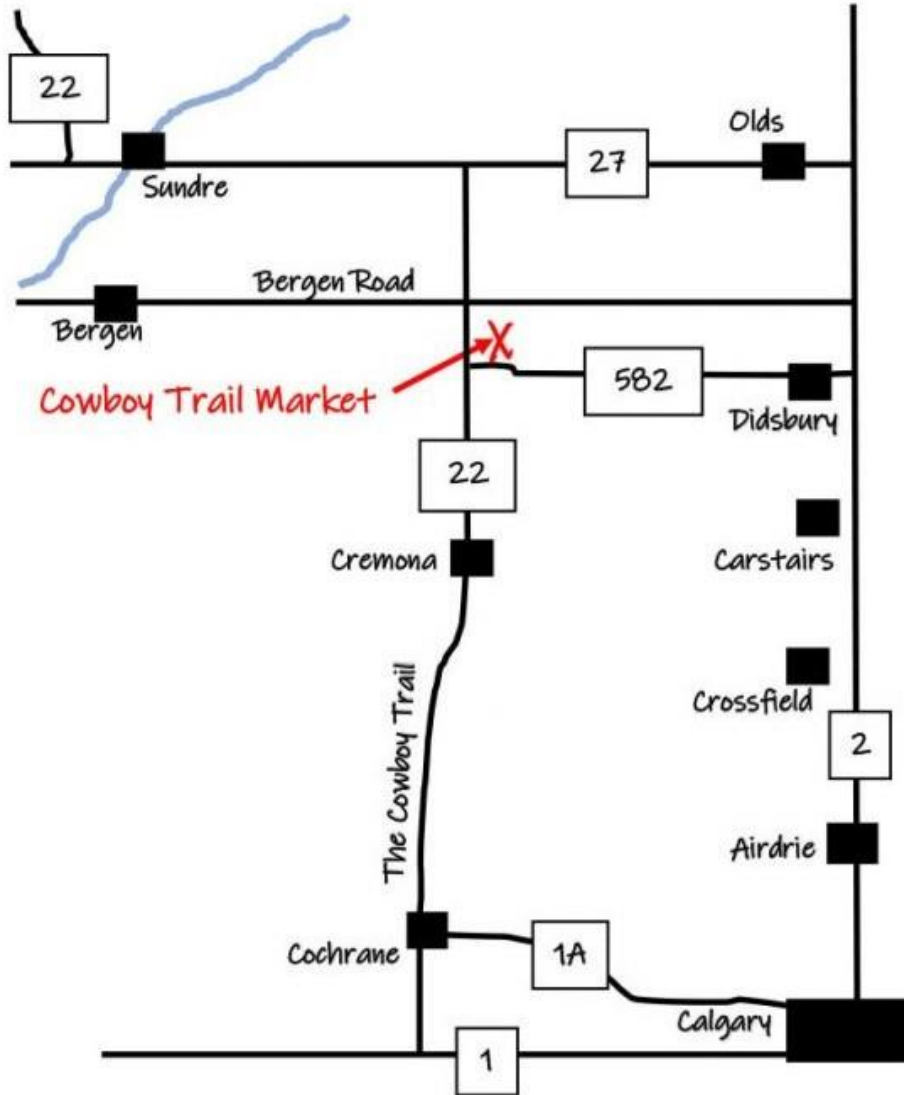 22
Olds
27
Sundre
Bergen Road
Bergen
Cowboy Trail Market
X
582
Didsbury
22
Cremona
Carstairs
The Cowboy Trail
Crossfield
2
Airdrie
Cochrane
1A
Calgary
1